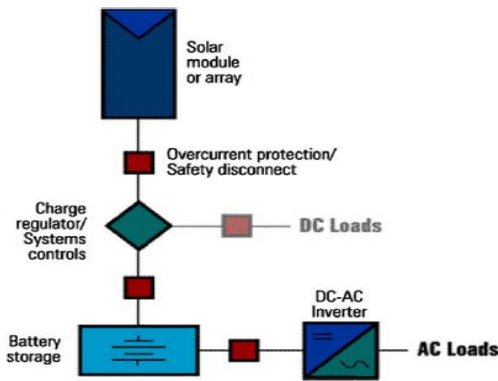 Solar
module
or array
Overcurrent protection/
Safety disconnect
Charge
regulator/
Systems
controls
DC Loads
DC-AC
Inverter
Battery
storage
AC Loads